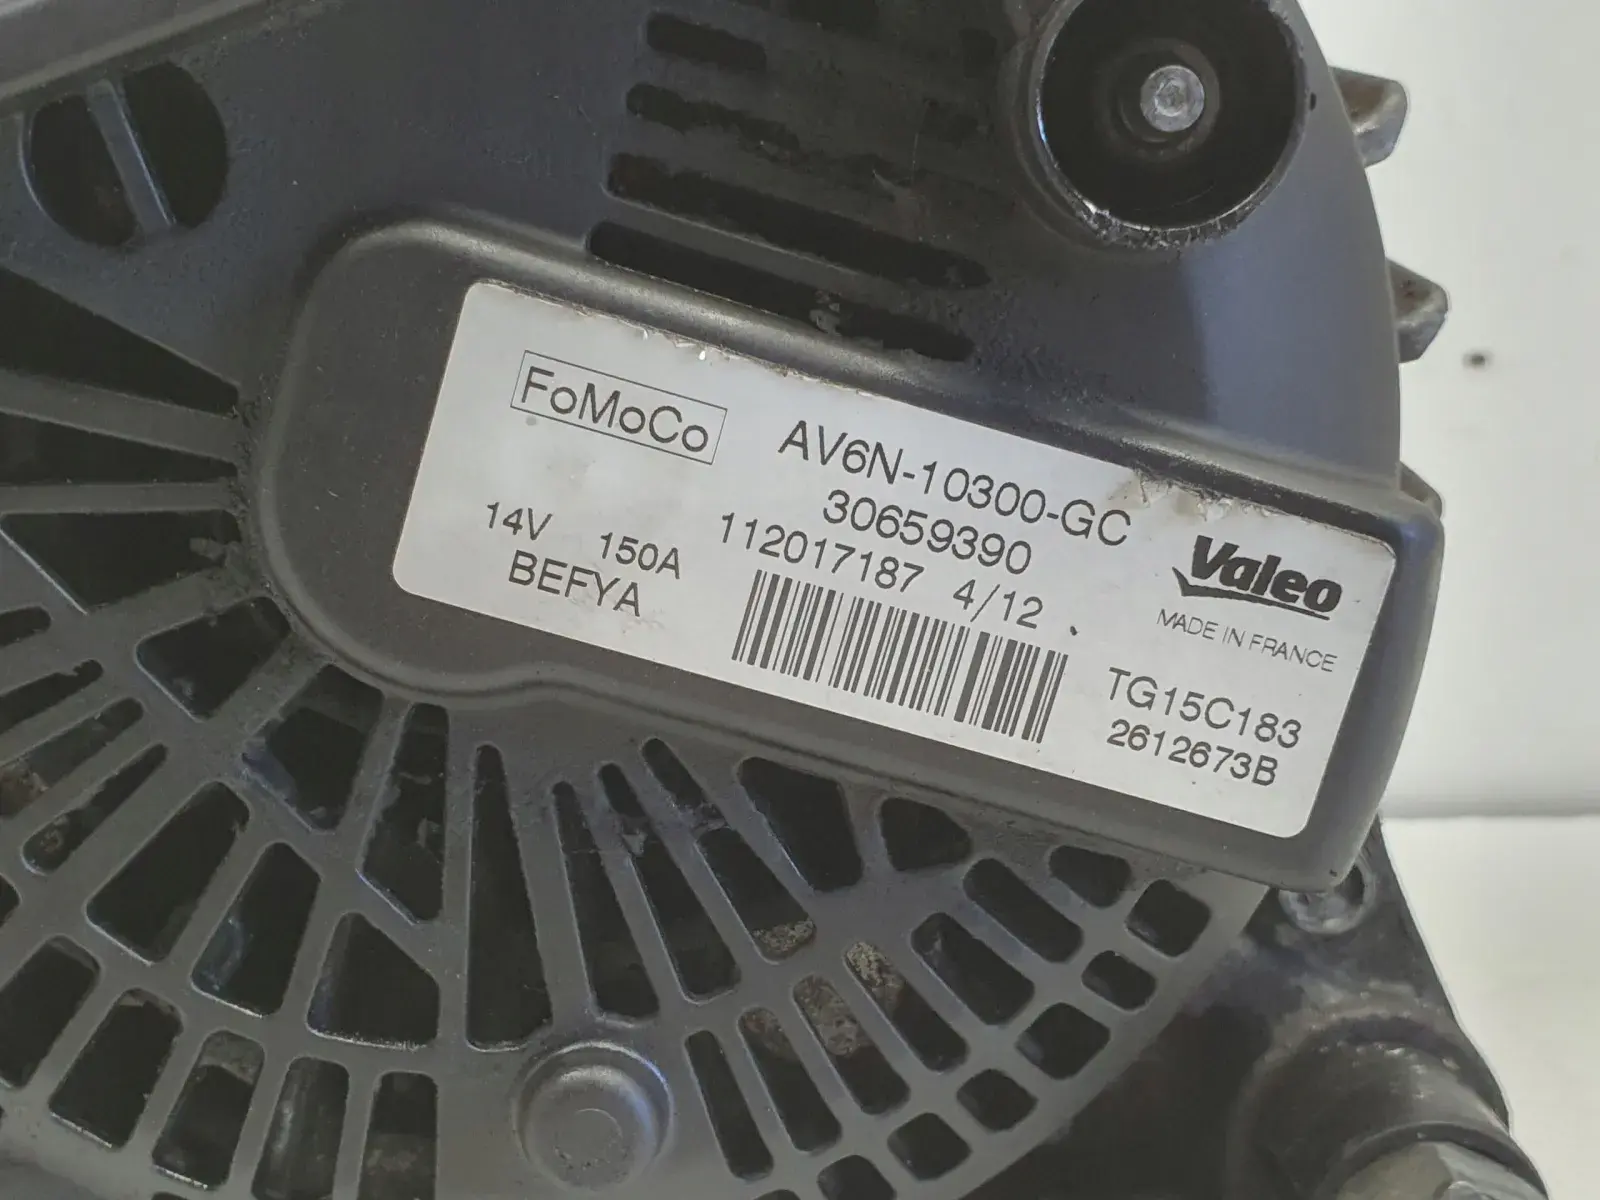 FoMoCo
AV6N-10300-GC
30659390
14V 150A
112017187 4/12
BEFYA
Valeo
MADE IN FRANCE
TG15C183
2612673B